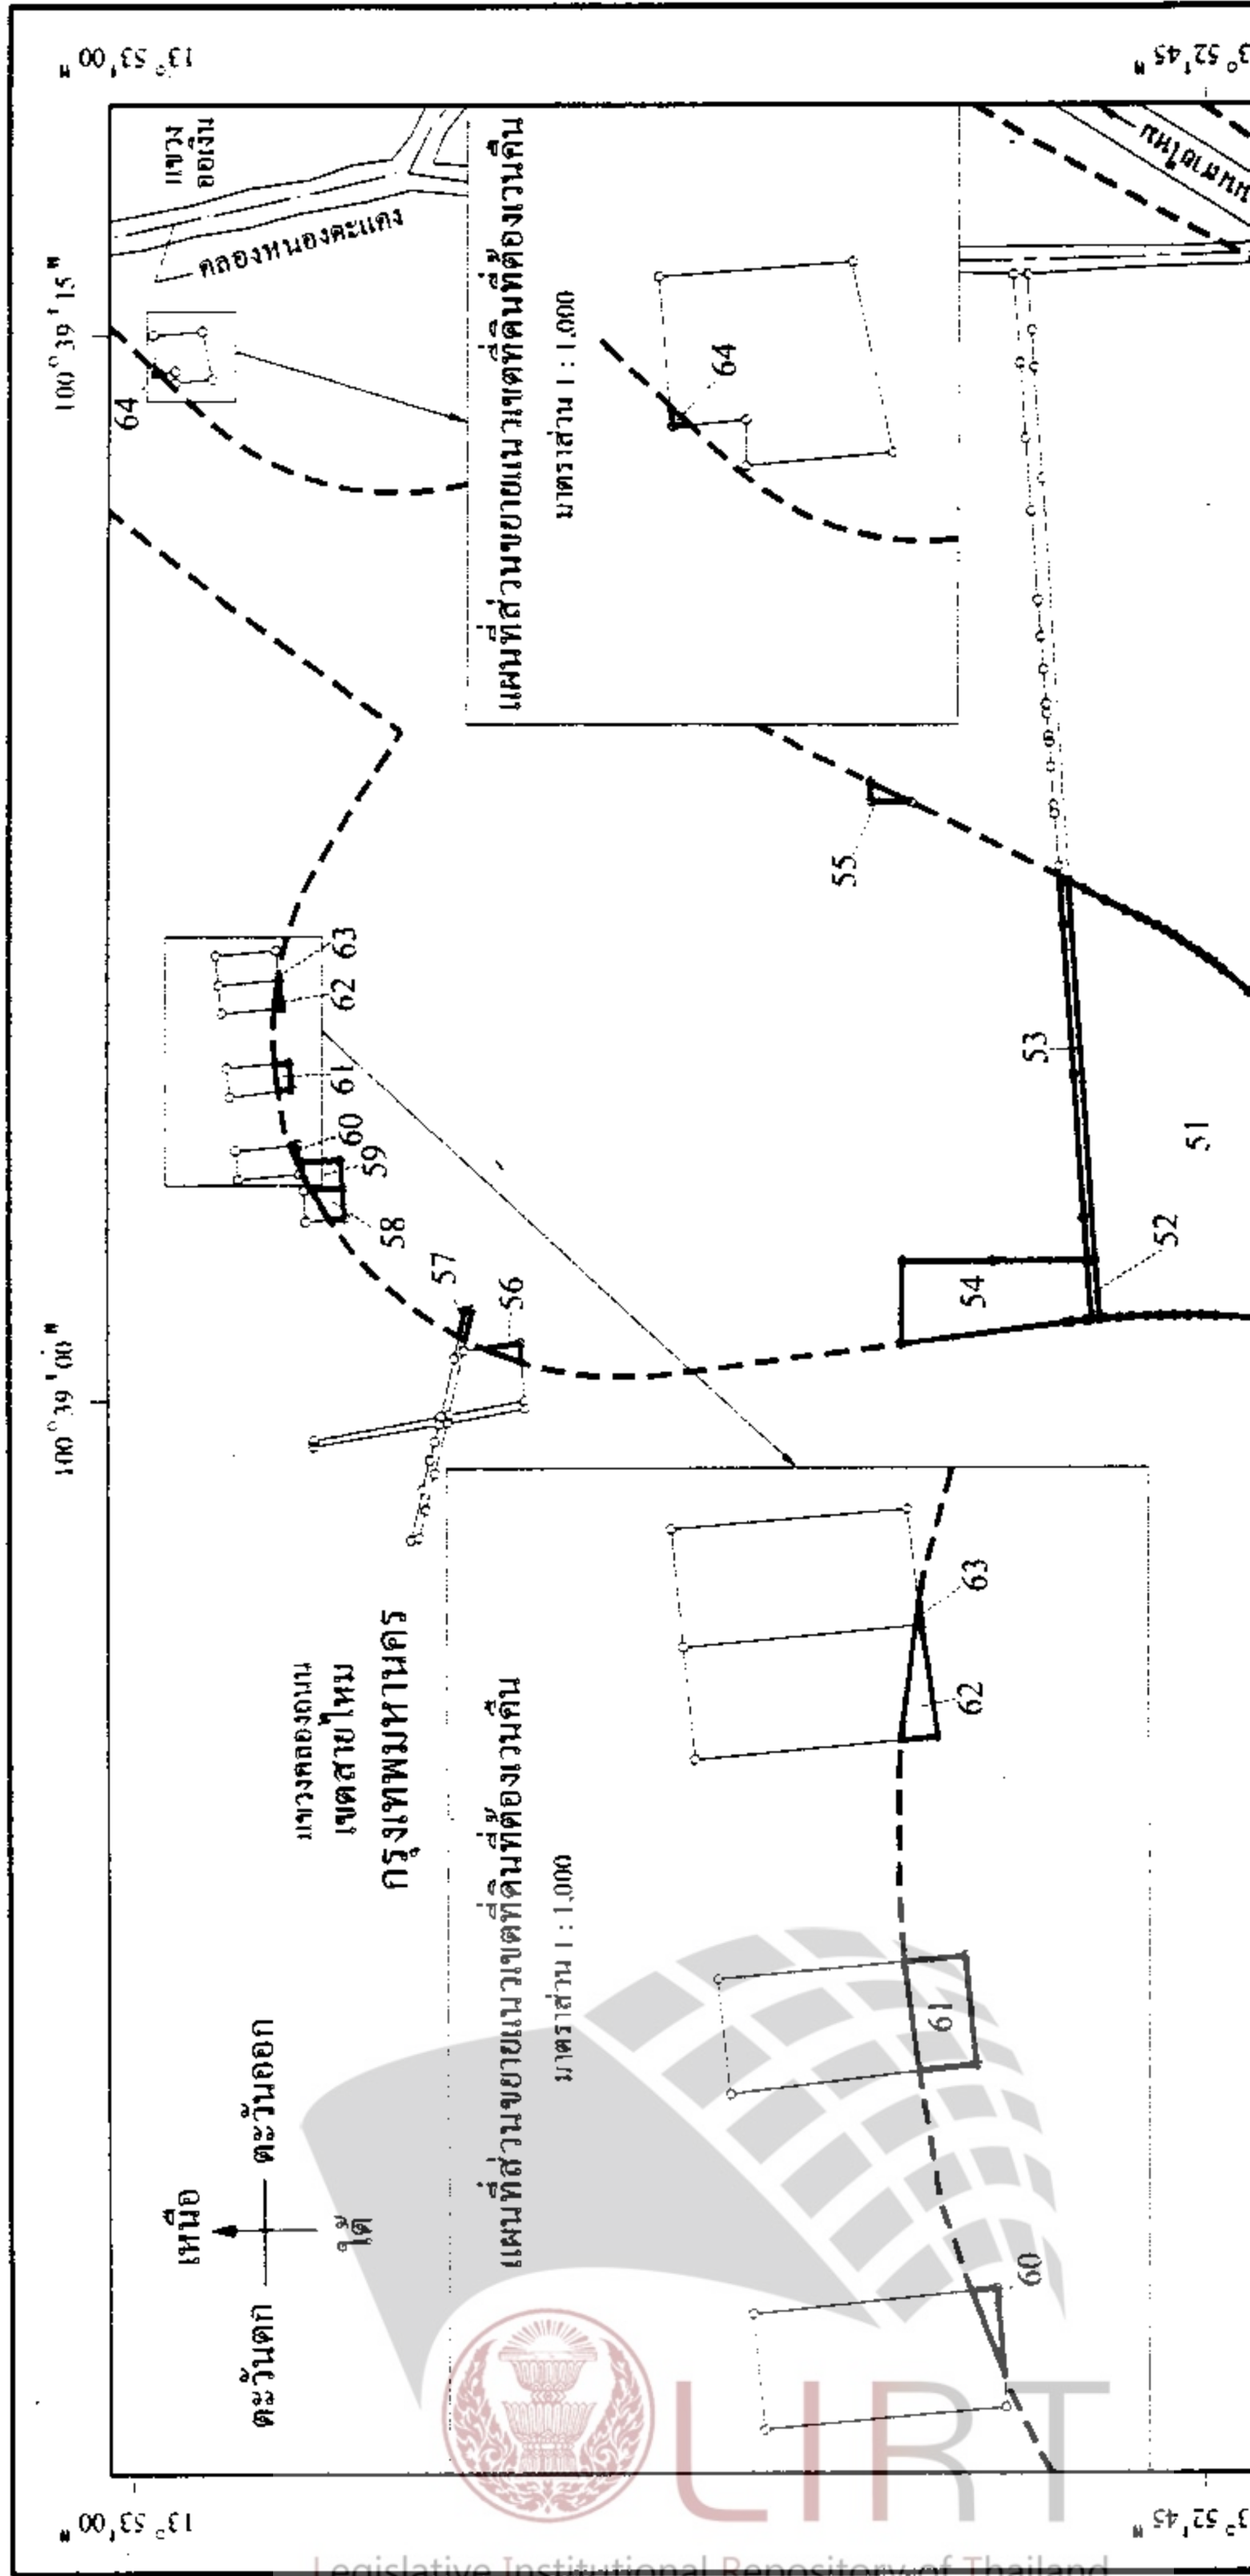 13° 53' 00"
100° 39' 00"
100° 39' 15"
13° 53' 00"
เหนือ
ตะวันตก
ตะวันออก
ใต้
แขวงคลองถนน
เขตสายไหม
กรุงเทพมหานคร
แขวง
ออเงิน
คลองหนองตะแคง
64
63
62
61
60
59
58
57
56
55
54
53
52
51
แผนที่ส่วนขยายแนวเขตที่ดินที่ต้องเวนคืน
มาตราส่วน 1 : 1,000
64
แผนที่ส่วนขยายแนวเขตที่ดินที่ต้องเวนคืน
มาตราส่วน 1 : 1,000
60
61
62
63
3° 52' 45"
3° 52' 45"
LIRT
Legislative Institutional Repository of Thailand